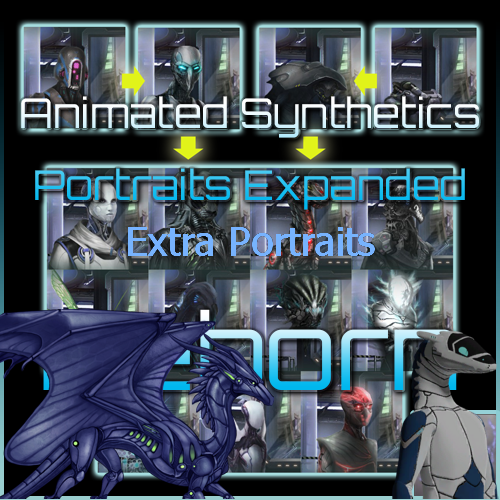 Animated Synthetics
Portraits Expanded
Extra Portraits